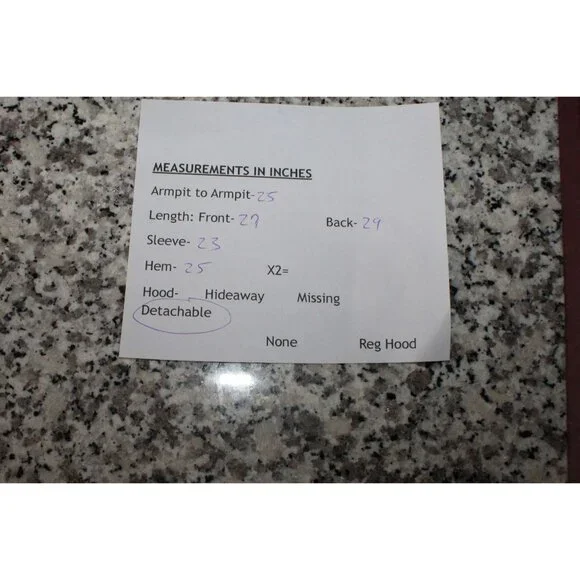 MEASUREMENTS IN INCHES
Armpit to Armpit-25
Length: Front- 29 Back- 29
Sleeve- 23
Hem- 25 X2=
Hood- Hideaway Missing
Detachable
None Reg Hood